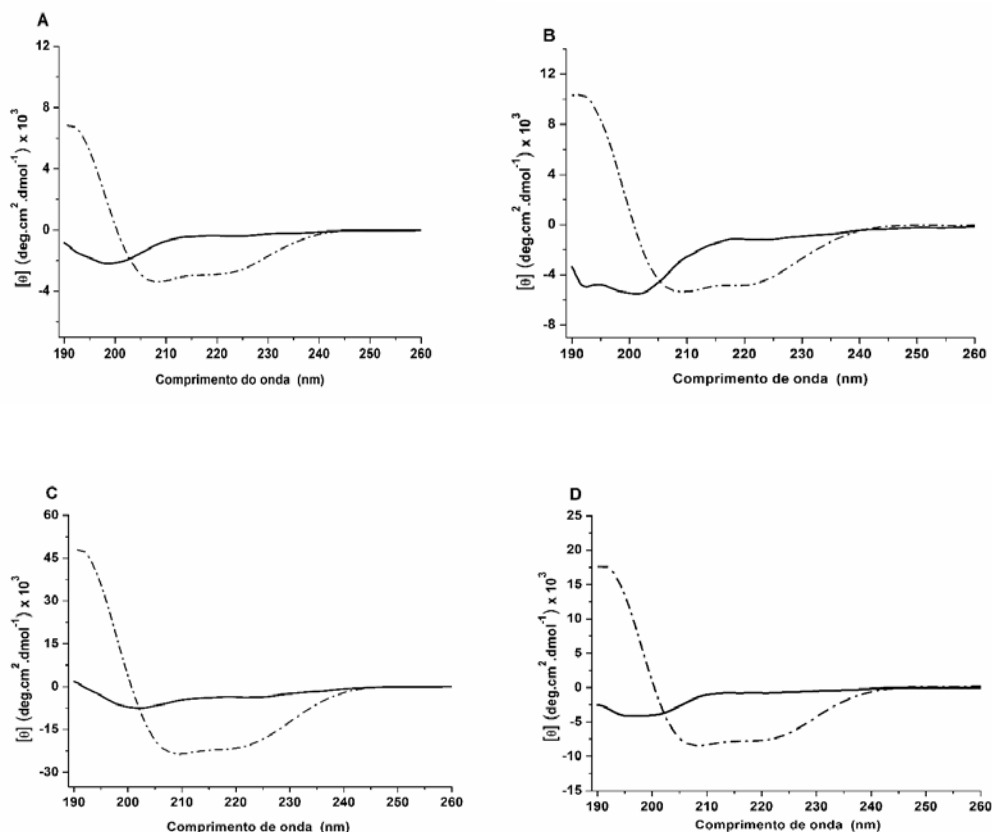 A
12
8
4
0
-4
[θ] (deg.cm².dmol⁻¹) x 10³
190 200 210 220 230 240 250 260
Comprimento do onda (nm)
B
12
8
4
0
-4
-8
[θ] (deg.cm².dmol⁻¹) x 10³
190 200 210 220 230 240 250 260
Comprimento de onda (nm)
C
60
45
30
15
0
-15
-30
[θ] (deg.cm².dmol⁻¹) x 10³
190 200 210 220 230 240 250 260
Comprimento do onda (nm)
D
25
20
15
10
5
0
-5
-10
-15
[θ] (deg.cm².dmol⁻¹) x 10³
190 200 210 220 230 240 250 260
Comprimento de onda (nm)